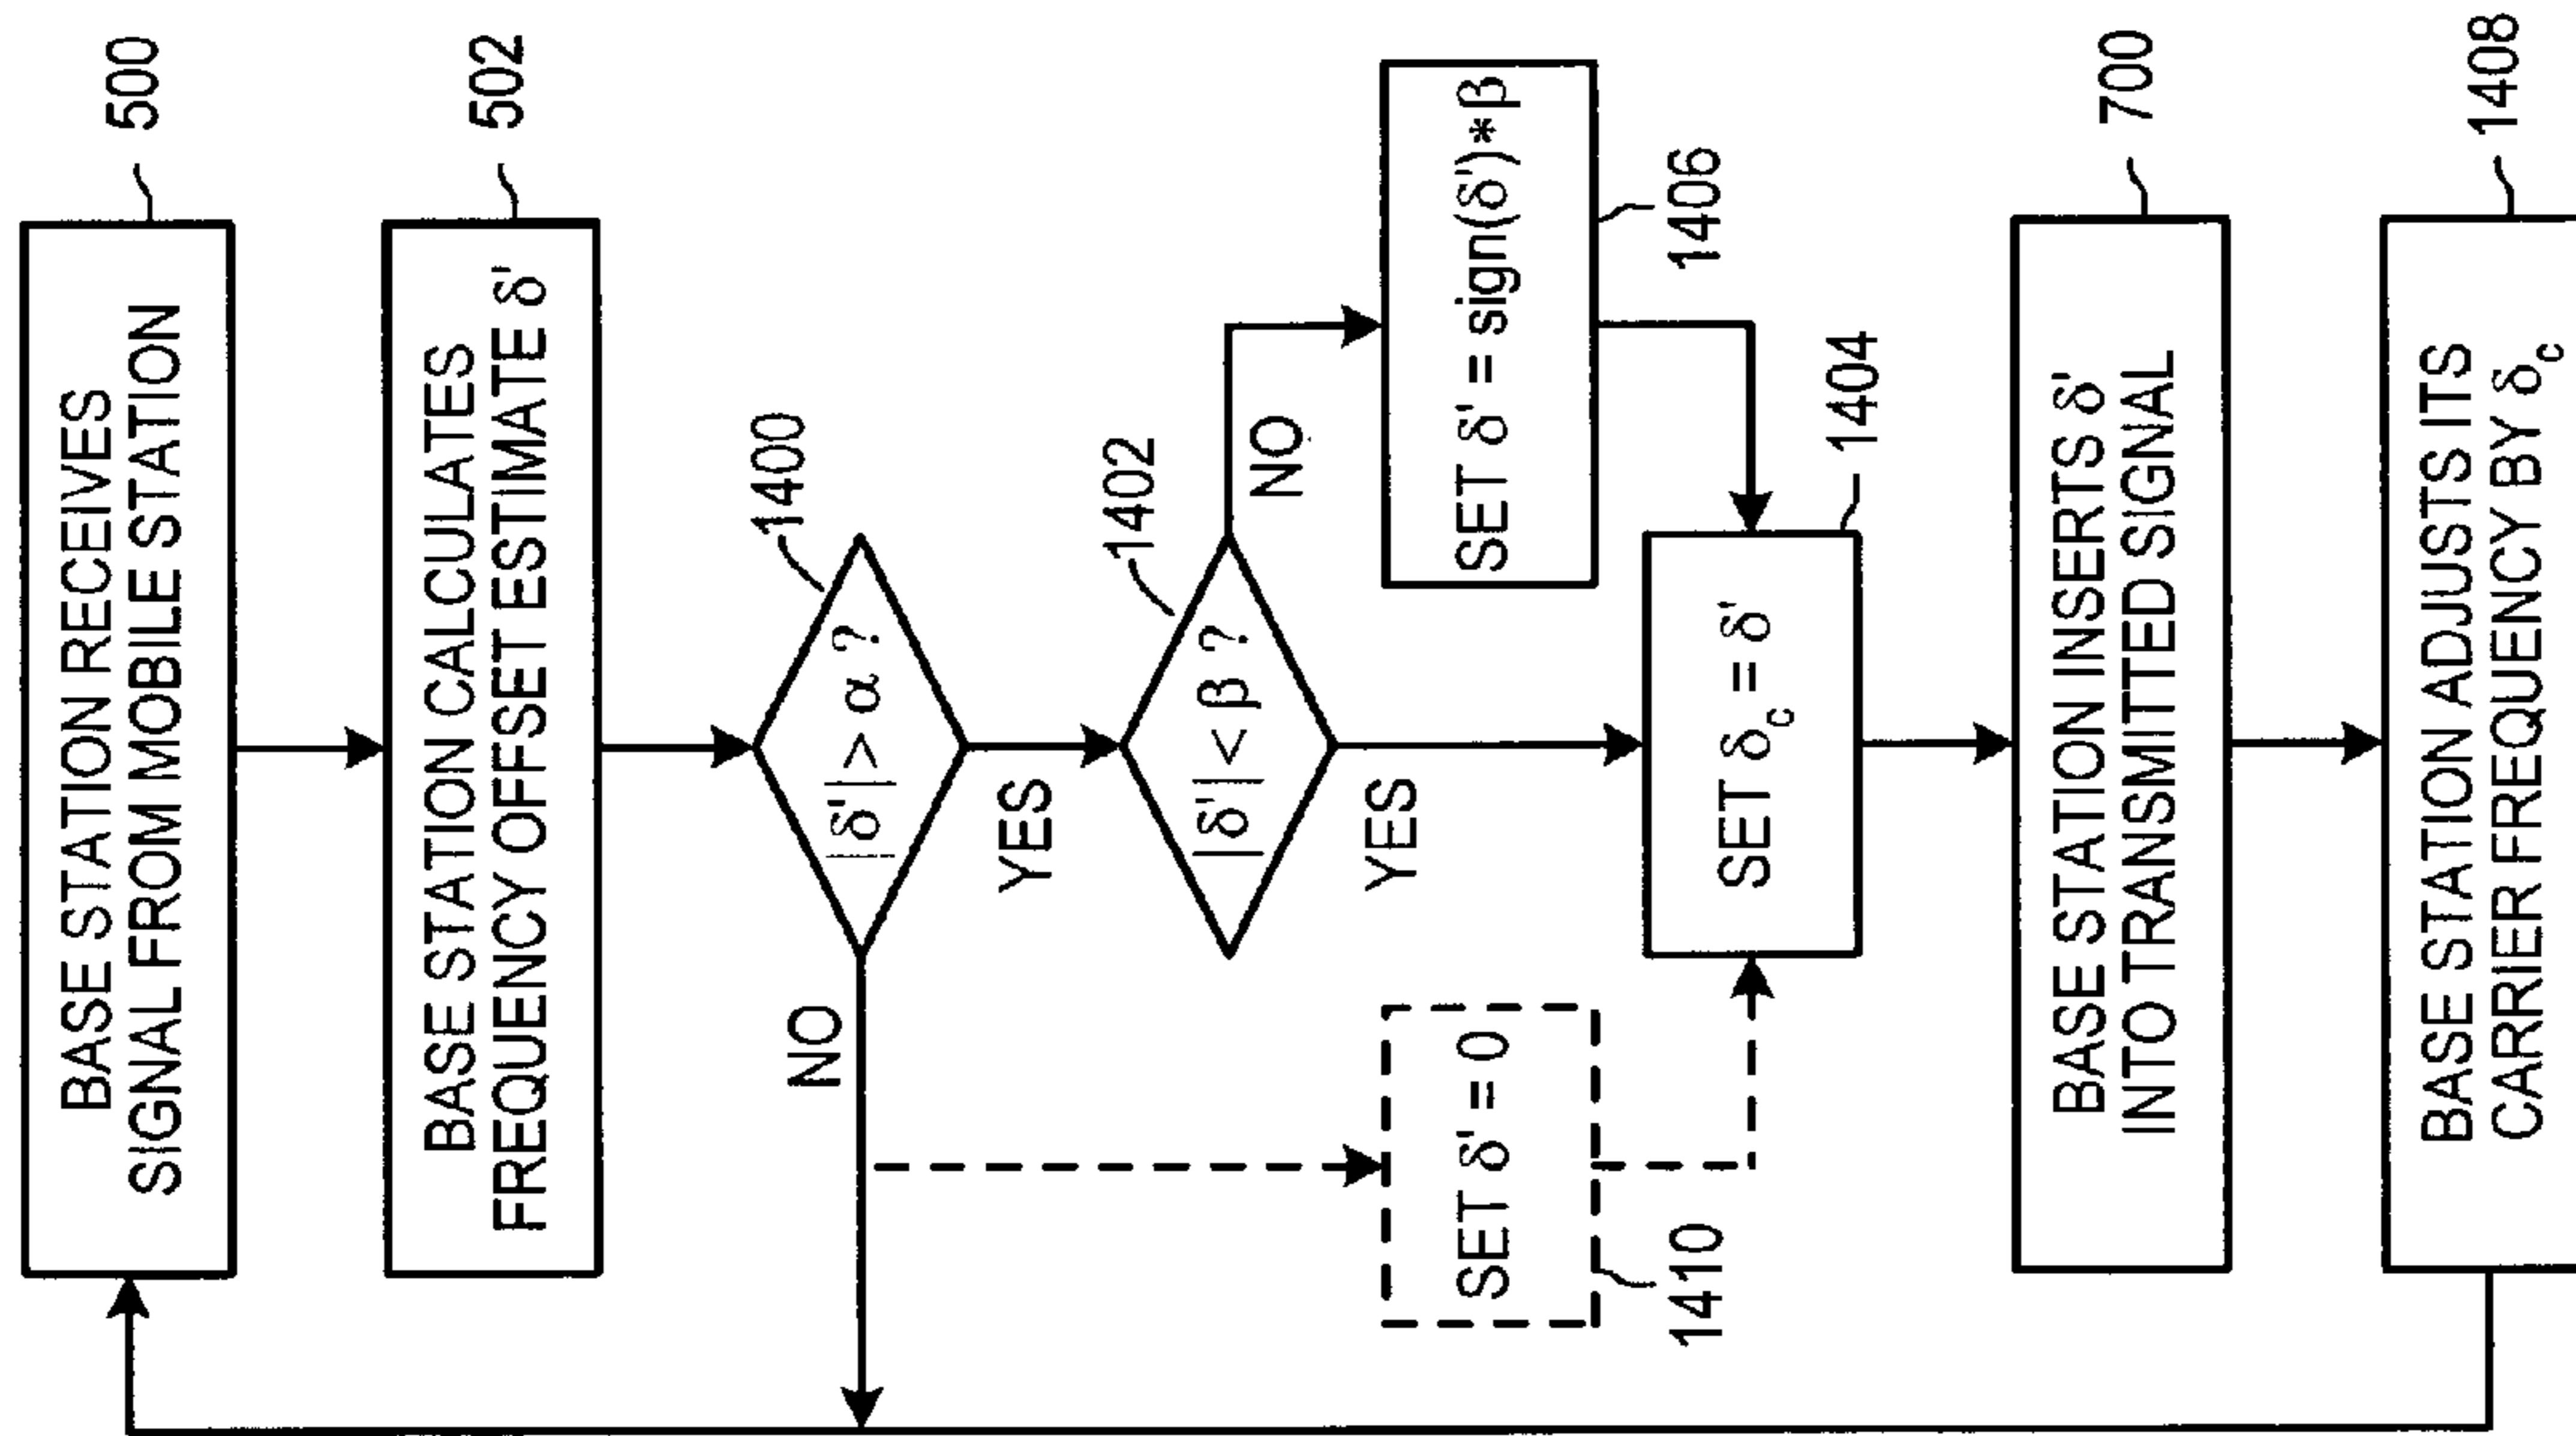 BASE STATION RECEIVES
SIGNAL FROM MOBILE STATION
500
BASE STATION CALCULATES
FREQUENCY OFFSET ESTIMATE δ'
502
|δ'| > α ?
1400
NO
YES
|δ'| < β ?
1402
NO
YES
SET δ' = sign(δ')*β
1406
SET δ' = 0
1410
SET δc = δ'
1404
BASE STATION INSERTS δ'
INTO TRANSMITTED SIGNAL
700
BASE STATION ADJUSTS ITS
CARRIER FREQUENCY BY δc
1408